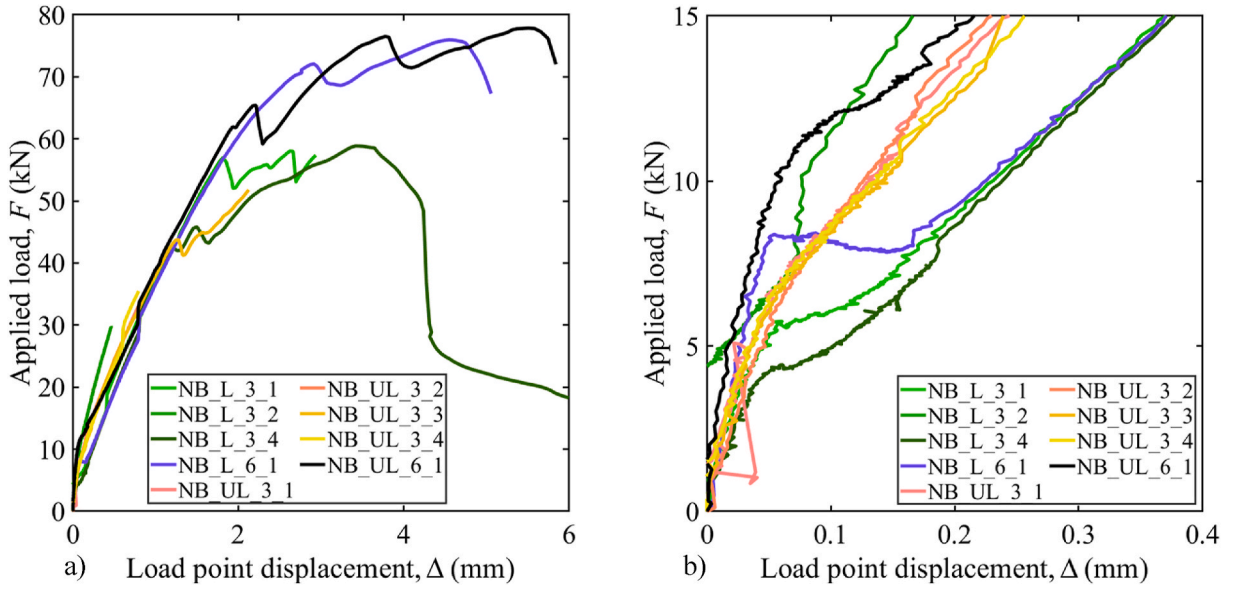 80
70
60
50
40
30
20
10
0
Applied load, F (kN)
NB_L_3_1
NB_L_3_2
NB_L_3_4
NB_L_6_1
NB_UL_3_1
NB_UL_3_2
NB_UL_3_3
NB_UL_3_4
NB_UL_6_1
0 2 4 6
a) Load point displacement, Δ (mm)
15
10
5
0
Applied load, F (kN)
NB_L_3_1
NB_L_3_2
NB_L_3_4
NB_L_6_1
NB_UL_3_1
NB_UL_3_2
NB_UL_3_3
NB_UL_3_4
NB_UL_6_1
0 0.1 0.2 0.3 0.4
b) Load point displacement, Δ (mm)